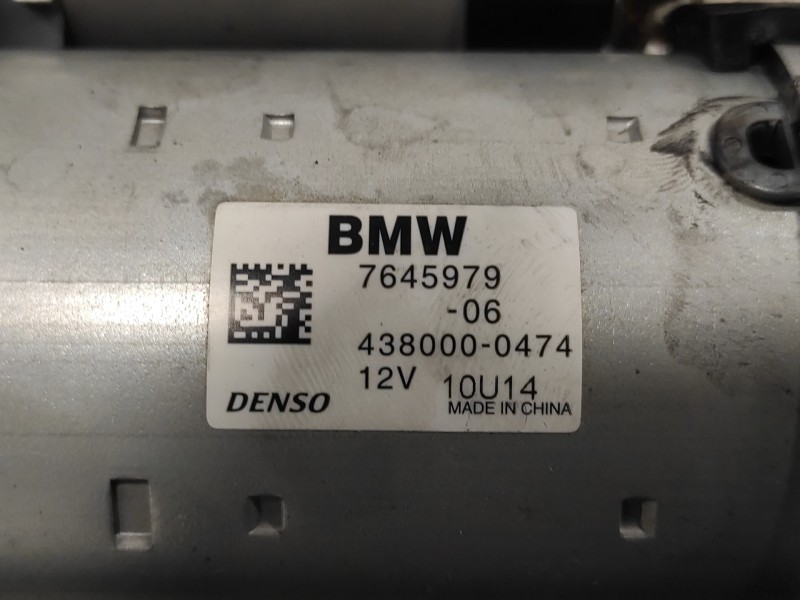 BMW
7645979
-06
438000-0474
12V 10U14
DENSO
MADE IN CHINA